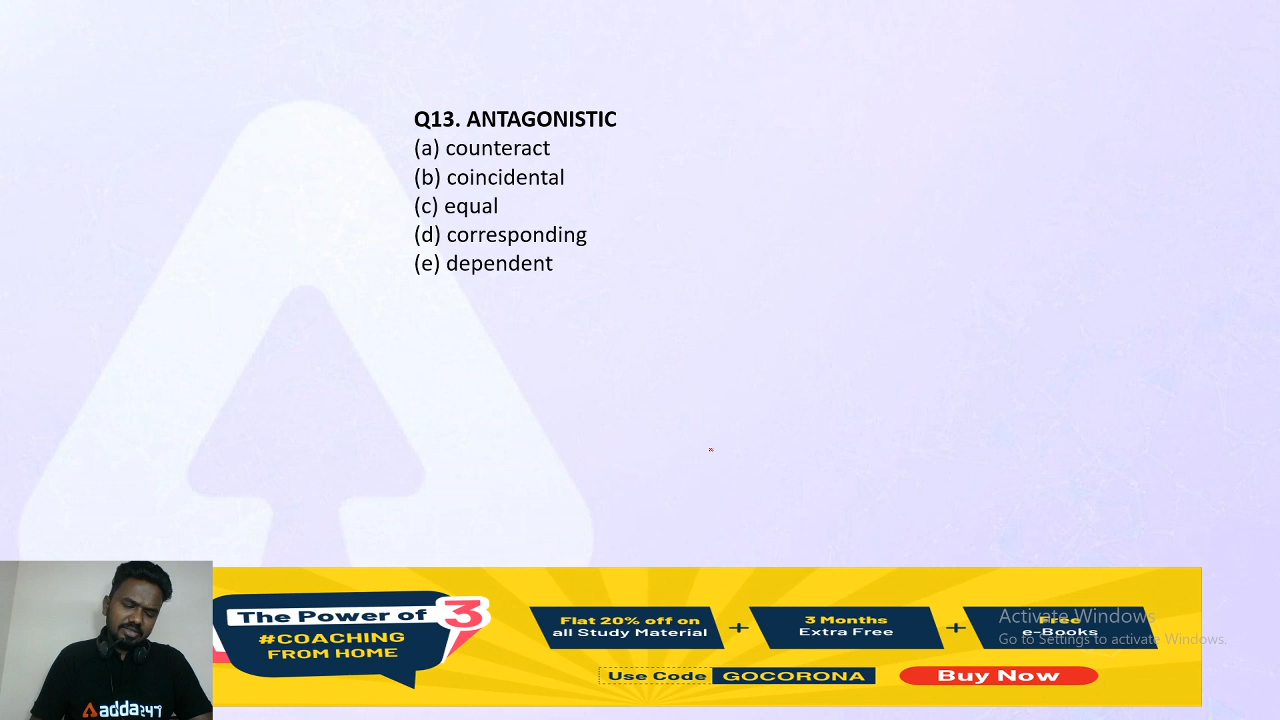 Q13. ANTAGONISTIC
(a) counteract
(b) coincidental
(c) equal
(d) corresponding
(e) dependent
The Power of 3
#COACHING
FROM HOME
Flat 20% off on
all Study Material
+
3 Months
Extra Free
+
Free
e-Books
Activate Windows
Go to Settings to activate Windows.
Use Code GOCORONA
Buy Now
adda247